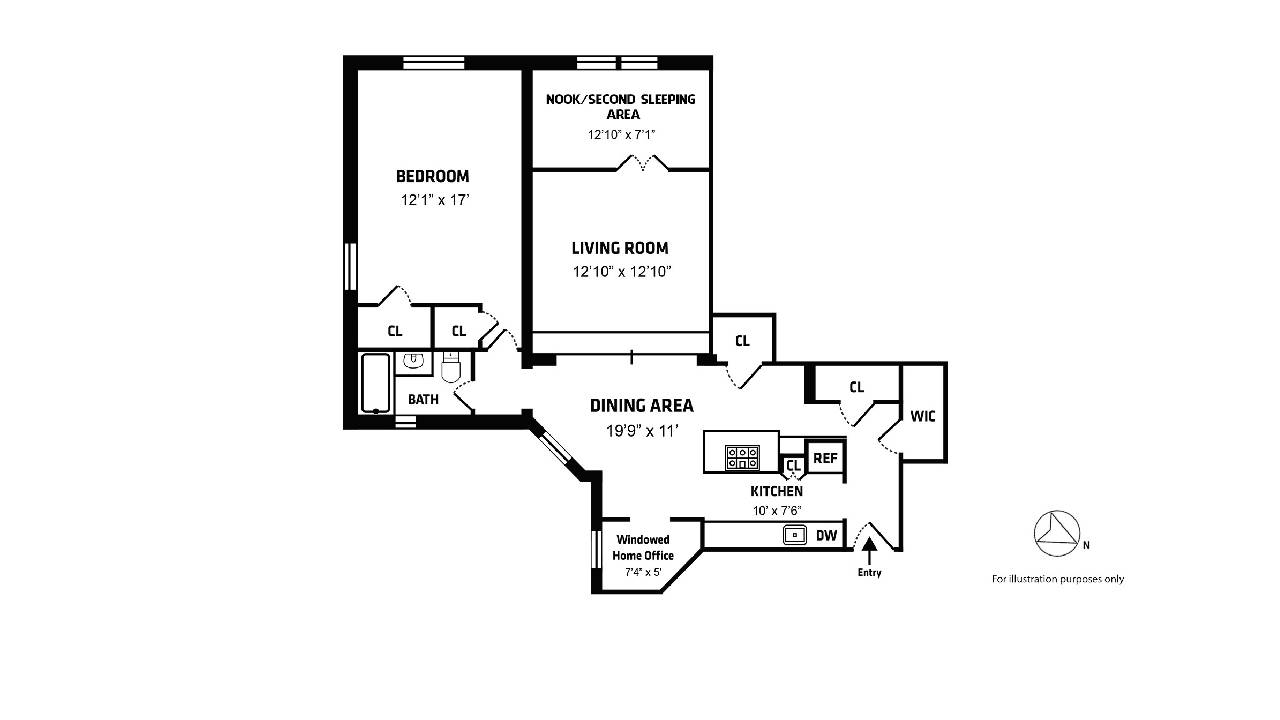 NOOK/SECOND SLEEPING
AREA
12'10" x 7'1"
BEDROOM
12'1" x 17'
LIVING ROOM
12'10" x 12'10"
CL
CL
CL
BATH
DINING AREA
19'9" x 11'
CL
WIC
CL
REF
KITCHEN
10' x 7'6"
DW
Windowed
Home Office
7'4" x 5'
Entry
N
For illustration purposes only